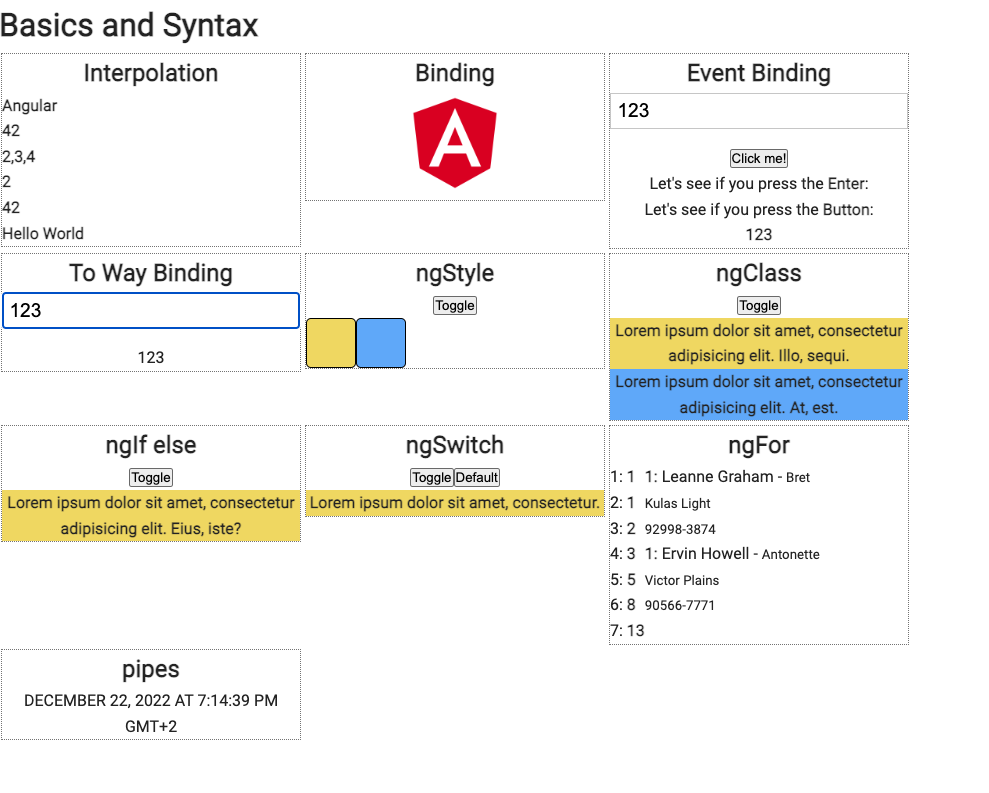 Basics and Syntax
Interpolation
Angular
42
2,3,4
2
42
Hello World
Binding
A
Event Binding
123
Click me!
Let's see if you press the Enter:
Let's see if you press the Button:
123
To Way Binding
123
123
ngStyle
Toggle
ngClass
Toggle
Lorem ipsum dolor sit amet, consectetur
adipisicing elit. Illo, sequi.
Lorem ipsum dolor sit amet, consectetur
adipisicing elit. At, est.
ngIf else
Toggle
Lorem ipsum dolor sit amet, consectetur
adipisicing elit. Eius, iste?
ngSwitch
Toggle Default
Lorem ipsum dolor sit amet, consectetur.
ngFor
1: 1 1: Leanne Graham - Bret
2: 1 Kulas Light
3: 2 92998-3874
4: 3 1: Ervin Howell - Antonette
5: 5 Victor Plains
6: 8 90566-7771
7: 13
pipes
DECEMBER 22, 2022 AT 7:14:39 PM
GMT+2